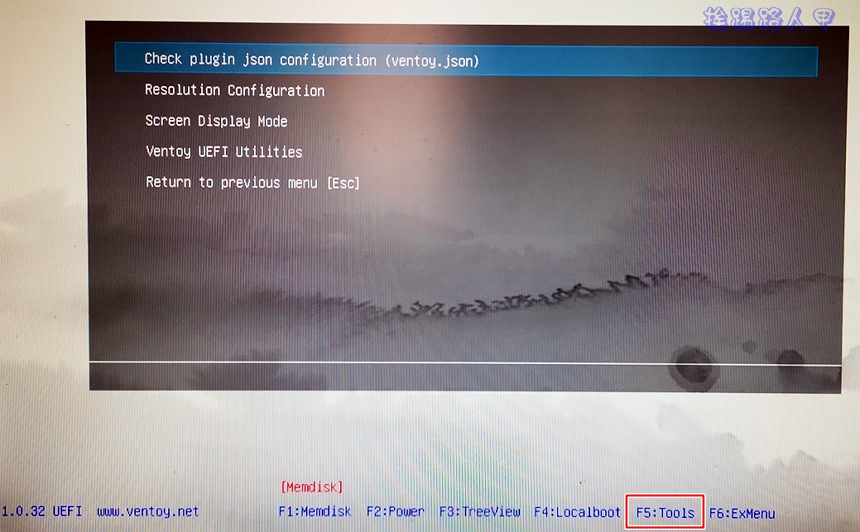 挨踢路人甲
Check plugin json configuration (ventoy.json)
Resolution Configuration
Screen Display Mode
Ventoy UEFI Utilities
Return to previous menu [Esc]
[Memdisk]
1.0.32 UEFI www.ventoy.net F1:Memdisk F2:Power F3:TreeView F4:Localboot F5:Tools F6:ExMenu